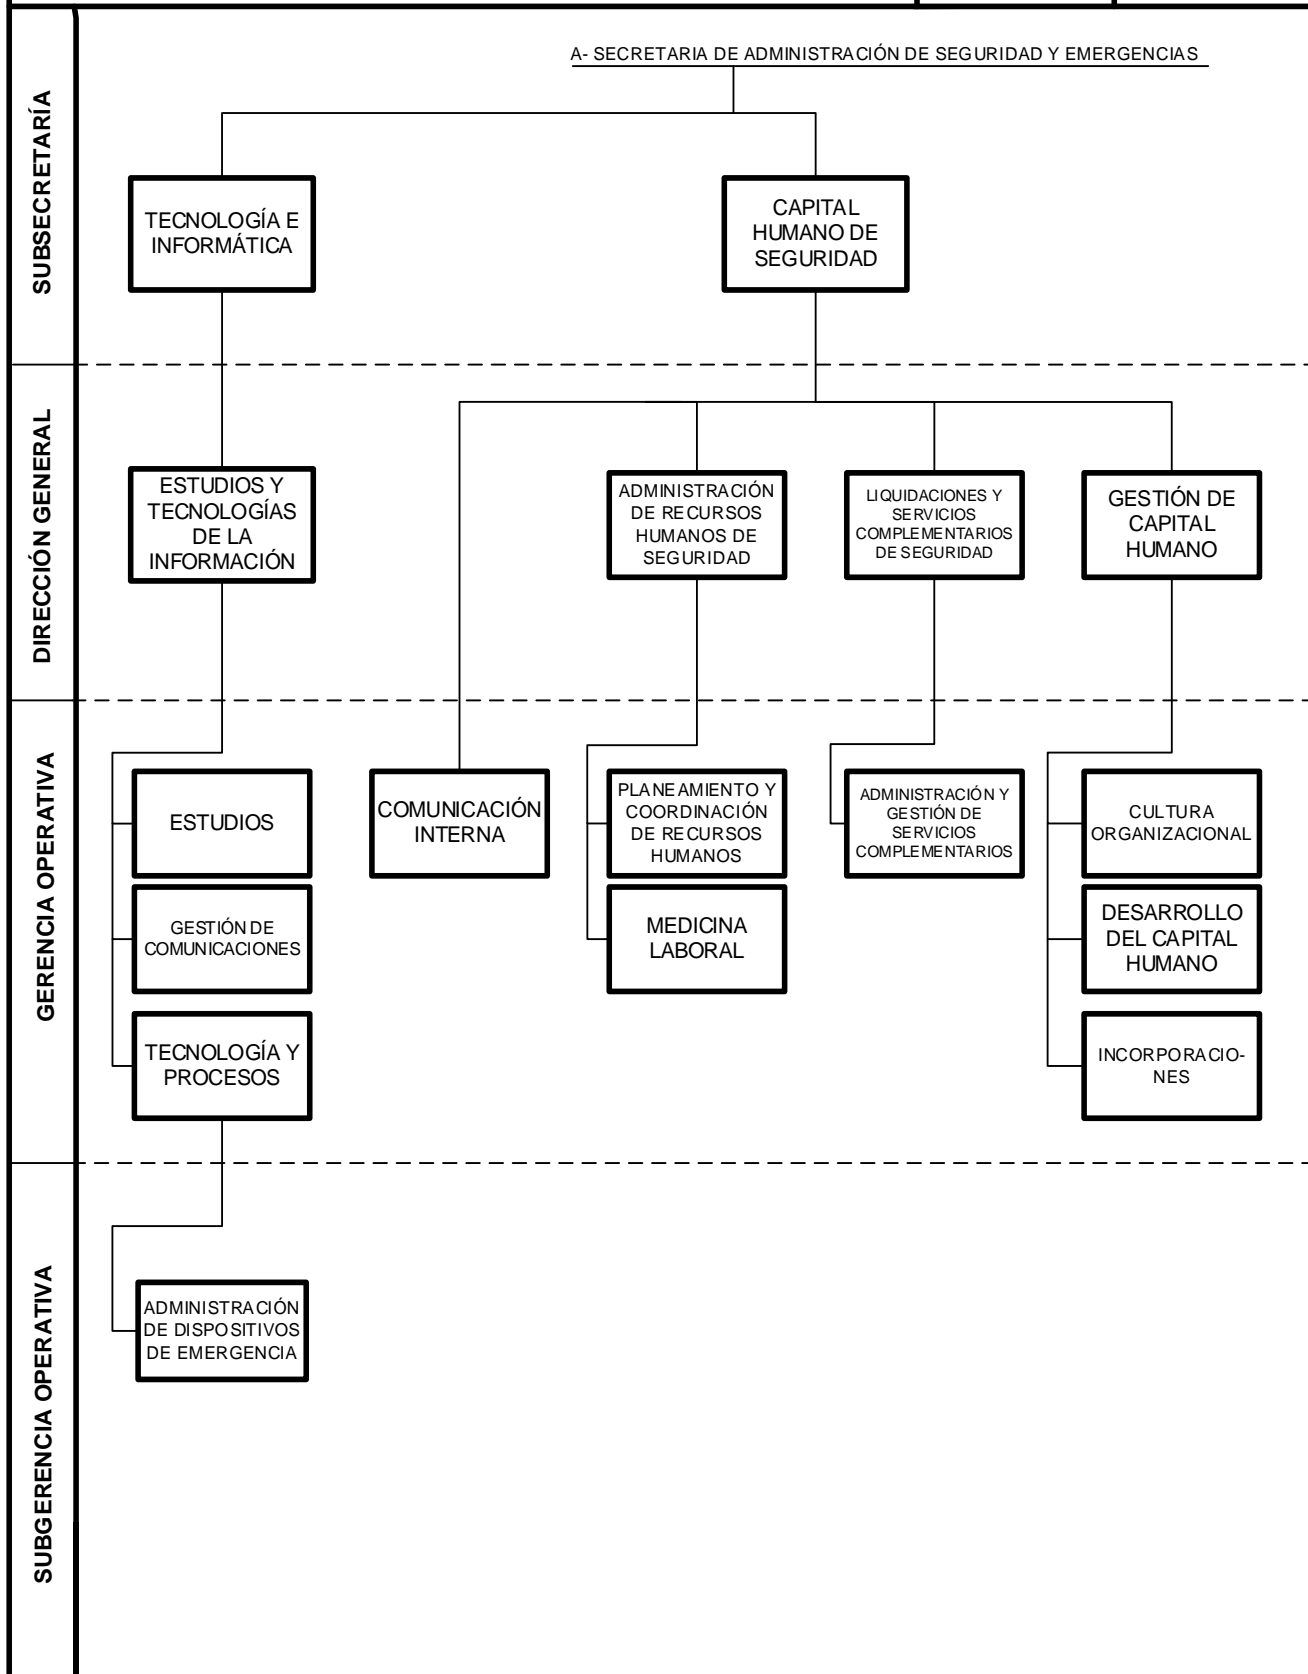 A- SECRETARIA DE ADMINISTRACIÓN DE SEGURIDAD Y EMERGENCIAS
SUBSECRETARÍA
TECNOLOGÍA E
INFORMÁTICA
CAPITAL
HUMANO DE
SEGURIDAD
DIRECCIÓN GENERAL
ESTUDIOS Y
TECNOLOGÍAS
DE LA
INFORMACIÓN
ADMINISTRACIÓN
DE RECURSOS
HUMANOS DE
SEGURIDAD
LIQUIDACIONES Y
SERVICIOS
COMPLEMENTARIOS
DE SEGURIDAD
GESTIÓN DE
CAPITAL
HUMANO
GERENCIA OPERATIVA
ESTUDIOS
COMUNICACIÓN
INTERNA
PLANEAMIENTO Y
COORDINACIÓN
DE RECURSOS
HUMANOS
ADMINISTRACIÓN Y
GESTIÓN DE
SERVICIOS
COMPLEMENTARIOS
CULTURA
ORGANIZACIONAL
GESTIÓN DE
COMUNICACIONES
MEDICINA
LABORAL
DESARROLLO
DEL CAPITAL
HUMANO
TECNOLOGÍA Y
PROCESOS
INCORPORACIO-
NES
SUBGERENCIA OPERATIVA
ADMINISTRACIÓN
DE DISPOSITIVOS
DE EMERGENCIA